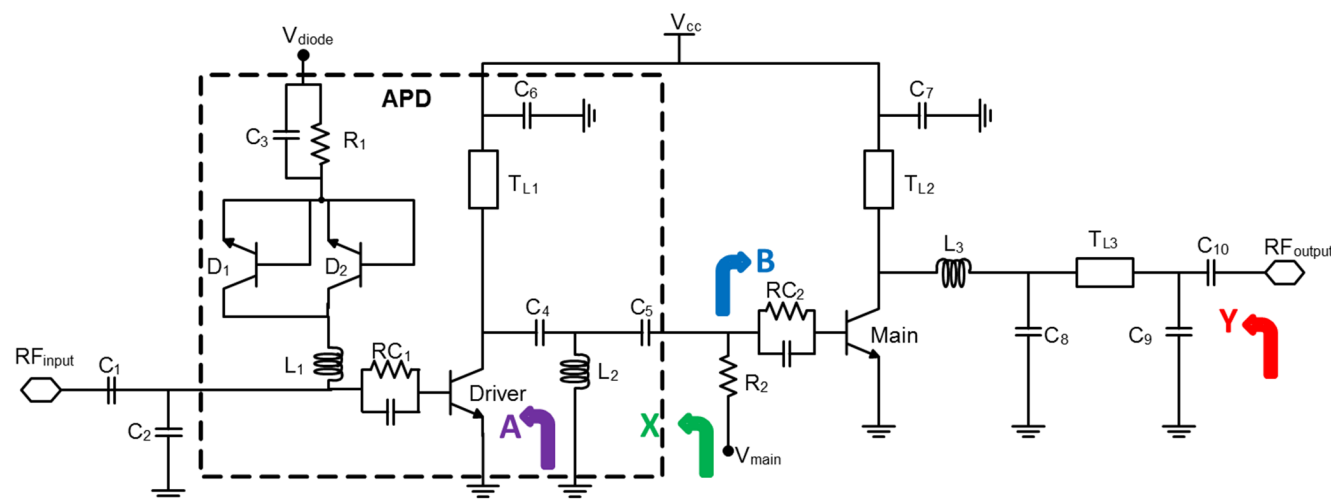 Vcc
Vdiode
APD
C6
C7
C3
R1
TL1
TL2
D1
D2
L3
TL3
C10
RFoutput
B
C4
C5
RC2
Main
C8
C9
Y
RFinput
C1
L1
RC1
Driver
L2
R2
C2
A
X
Vmain